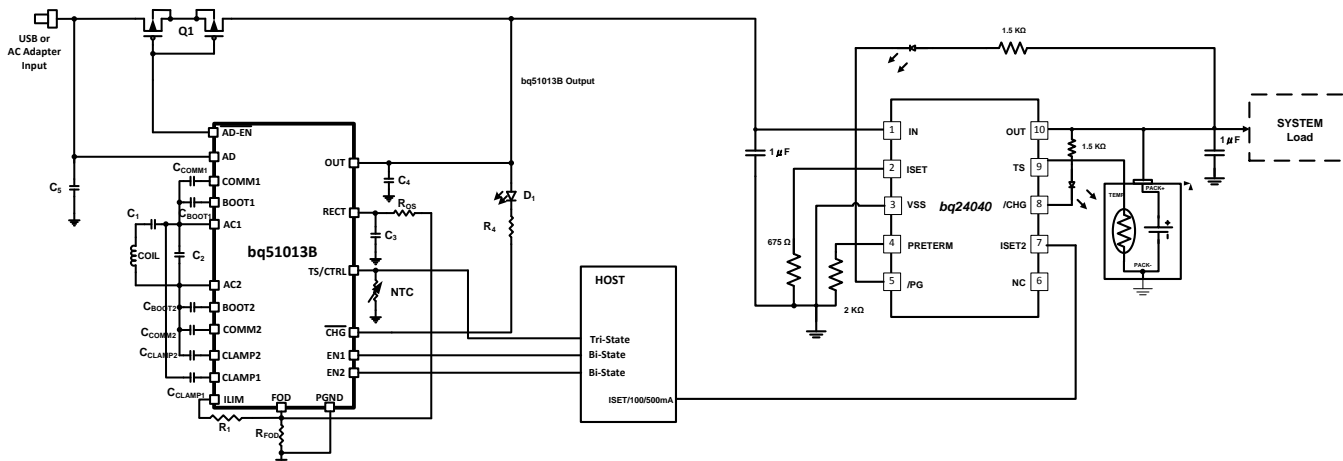 USB or
AC Adapter
Input
Q1
bq51013B Output
1.5 KΩ
C5
AD-EN
AD
COMM1
BOOT1
AC1
AC2
BOOT2
COMM2
CLAMP2
CLAMP1
ILIM
FOD
PGND
OUT
RECT
TS/CTRL
CHG
EN1
EN2
bq51013B
CCOMM1
CBOOT1
C1
COIL
C2
CBOOT2
CCOMM2
CCLAMP2
CCLAMP1
R1
RFOD
C4
ROS
C3
NTC
D1
R4
HOST
Tri-State
Bi-State
Bi-State
ISET/100/500mA
1 µF
675 Ω
2 KΩ
1 IN
2 ISET
3 VSS
4 PRETERM
5 /PG
bq24040
OUT 10
TS 9
/CHG 8
ISET2 7
NC 6
1.5 KΩ
TEMP
PACK+
+
PACK-
1 µF
SYSTEM
Load